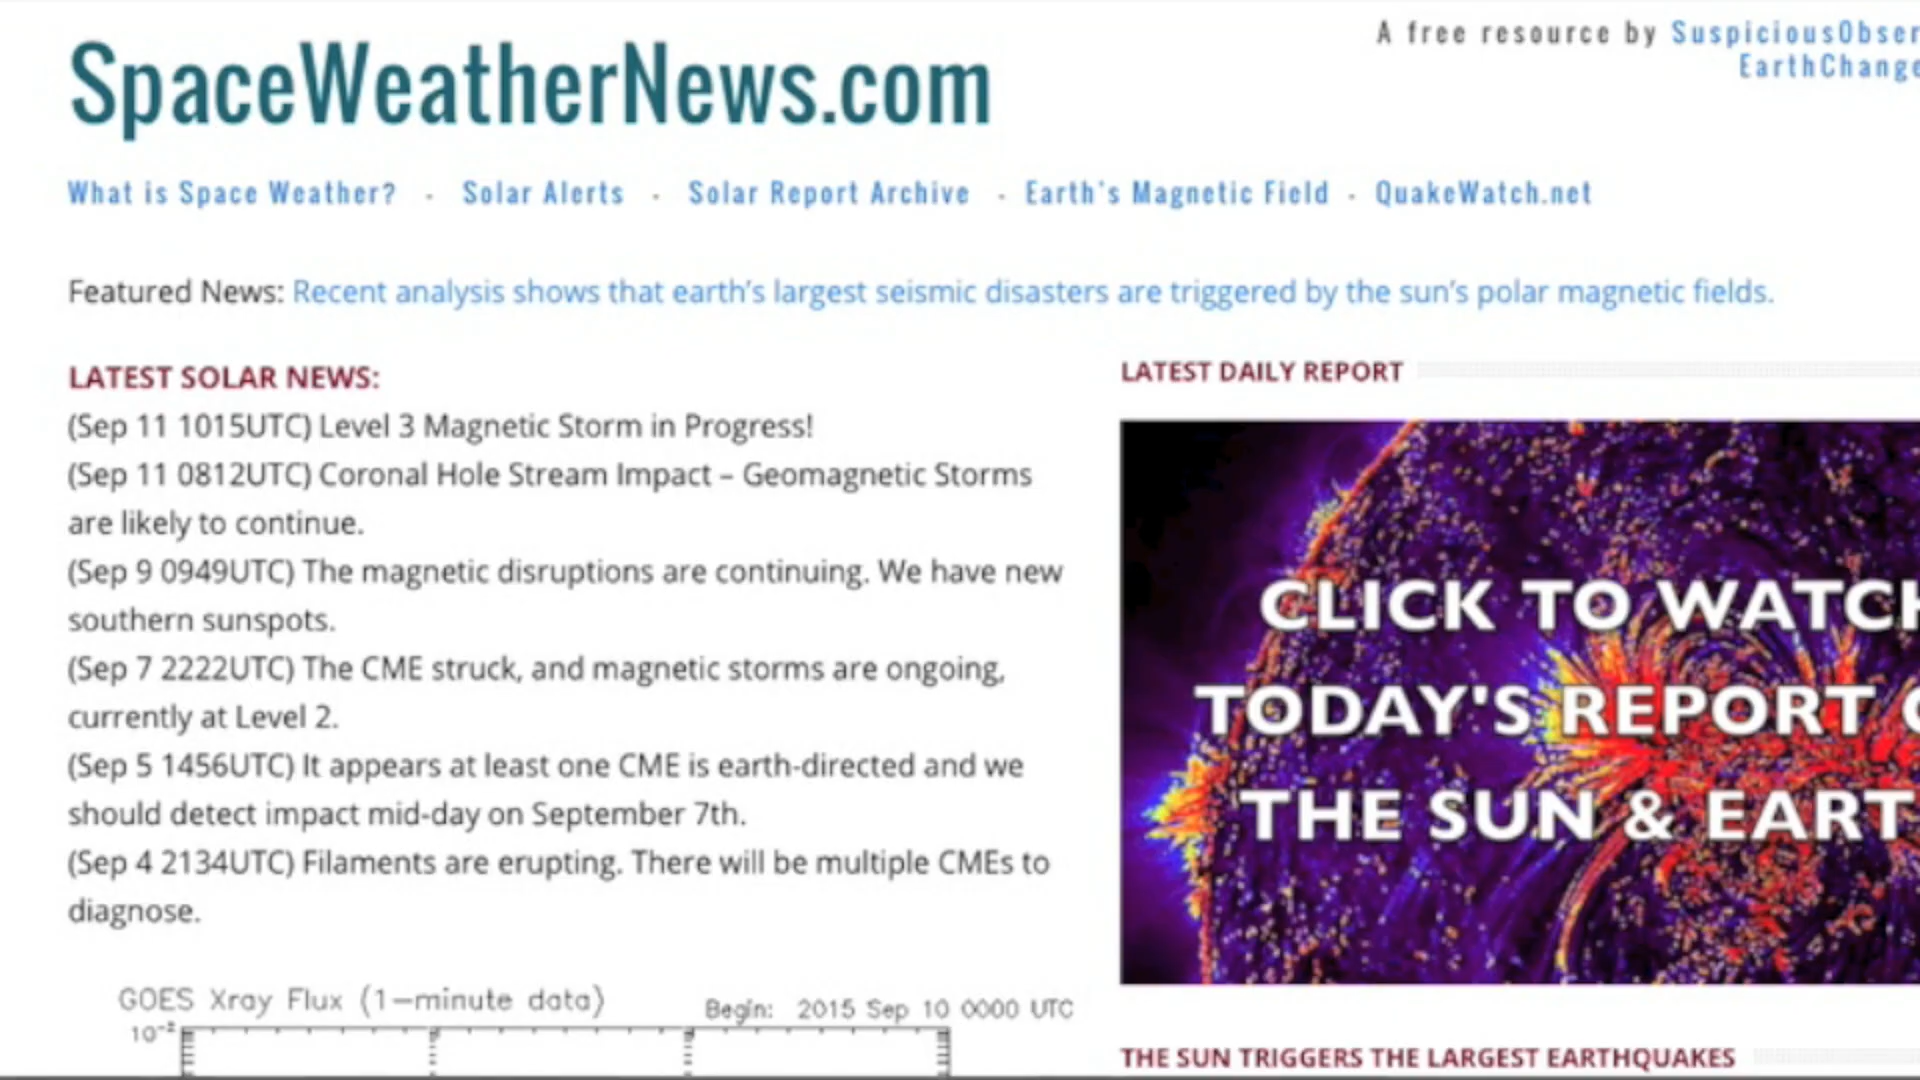 SpaceWeatherNews.com
A free resource by SuspiciousObser
EarthChange
What is Space Weather? - Solar Alerts - Solar Report Archive - Earth's Magnetic Field - QuakeWatch.net
Featured News: Recent analysis shows that earth's largest seismic disasters are triggered by the sun's polar magnetic fields.
LATEST SOLAR NEWS:
(Sep 11 1015UTC) Level 3 Magnetic Storm in Progress!
(Sep 11 0812UTC) Coronal Hole Stream Impact – Geomagnetic Storms
are likely to continue.
(Sep 9 0949UTC) The magnetic disruptions are continuing. We have new
southern sunspots.
(Sep 7 2222UTC) The CME struck, and magnetic storms are ongoing,
currently at Level 2.
(Sep 5 1456UTC) It appears at least one CME is earth-directed and we
should detect impact mid-day on September 7th.
(Sep 4 2134UTC) Filaments are erupting. There will be multiple CMEs to
diagnose.
GOES Xray Flux (1-minute data)
Begin: 2015 Sep 10 0000 UTC
10⁻²
LATEST DAILY REPORT
CLICK TO WATCH
TODAY'S REPORT O
THE SUN & EART
THE SUN TRIGGERS THE LARGEST EARTHQUAKES